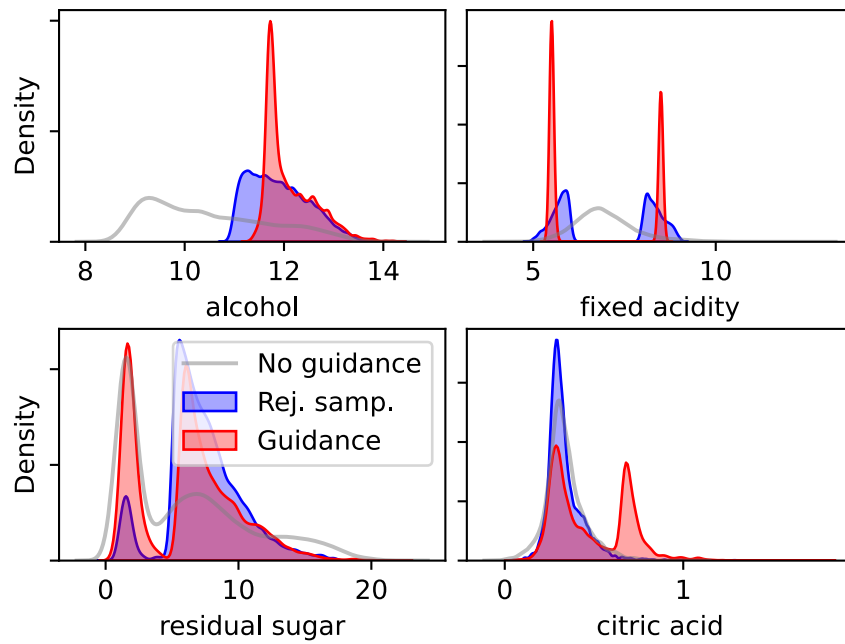 Density
8 10 12 14
alcohol
5 10
fixed acidity
No guidance
Rej. samp.
Guidance
Density
0 10 20
residual sugar
0 1
citric acid